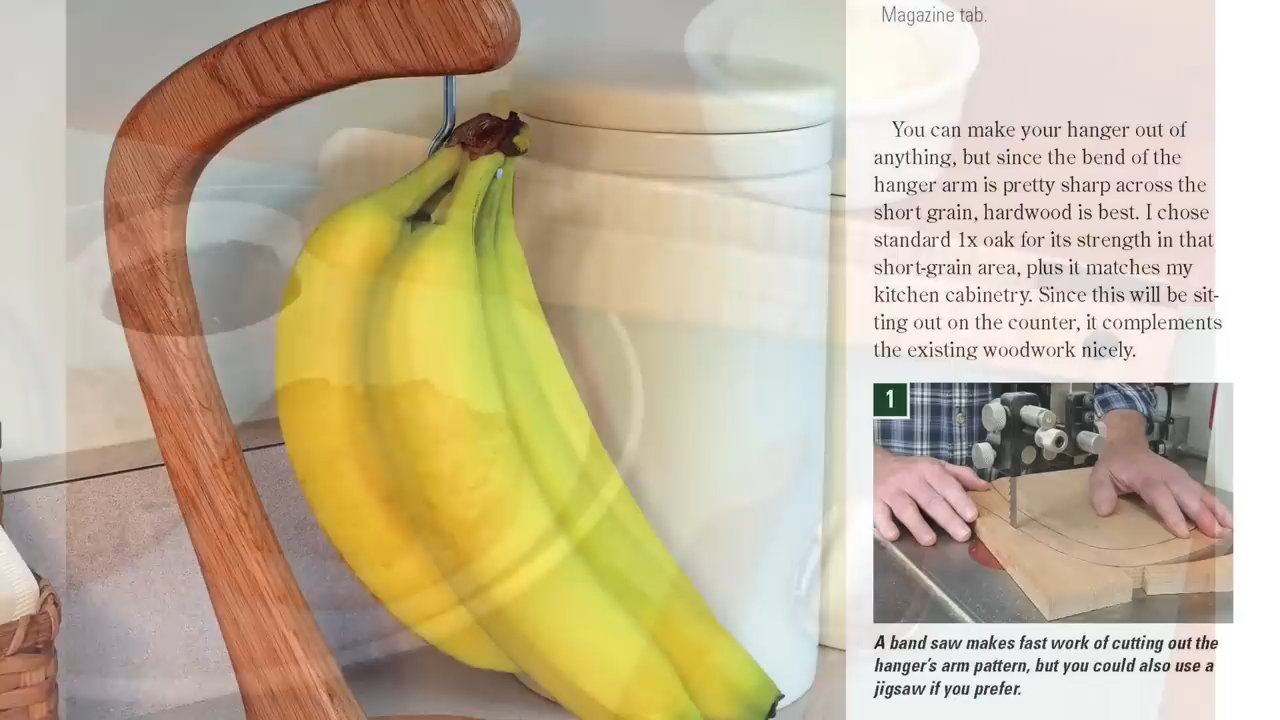 Magazine tab.
You can make your hanger out of
anything, but since the bend of the
hanger arm is pretty sharp across the
short grain, hardwood is best. I chose
standard 1x oak for its strength in that
short-grain area, plus it matches my
kitchen cabinetry. Since this will be sit-
ting out on the counter, it complements
the existing woodwork nicely.
1
A band saw makes fast work of cutting out the
hanger's arm pattern, but you could also use a
jigsaw if you prefer.